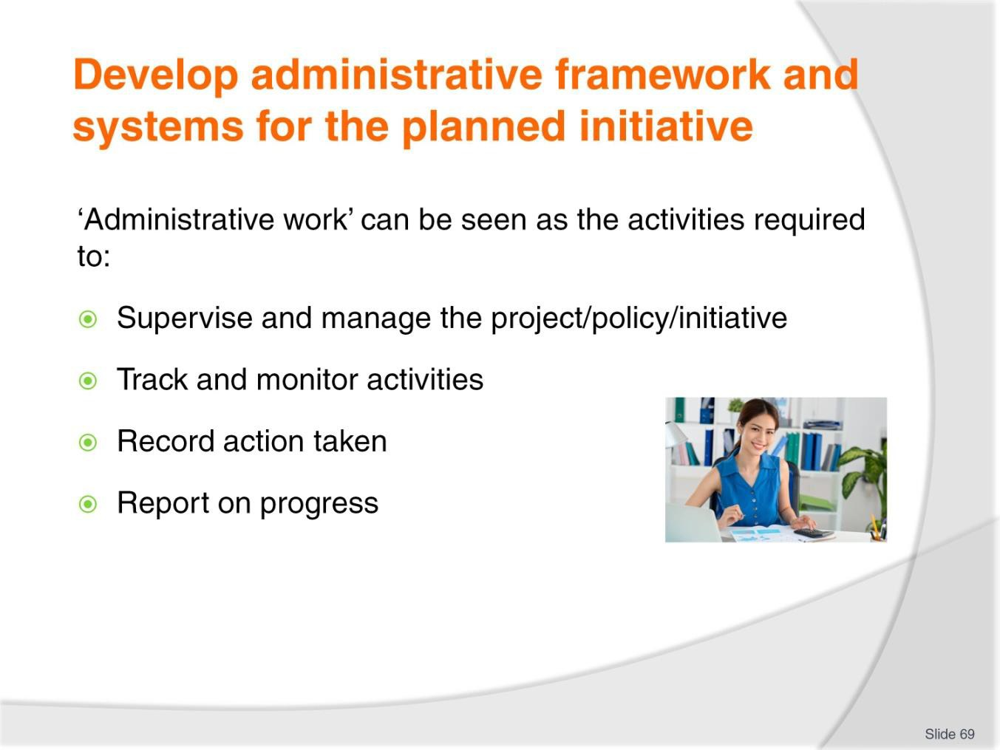 Develop administrative framework and
systems for the planned initiative
‘Administrative work’ can be seen as the activities required
to:
Supervise and manage the project/policy/initiative
Track and monitor activities
Record action taken
Report on progress
Slide 69